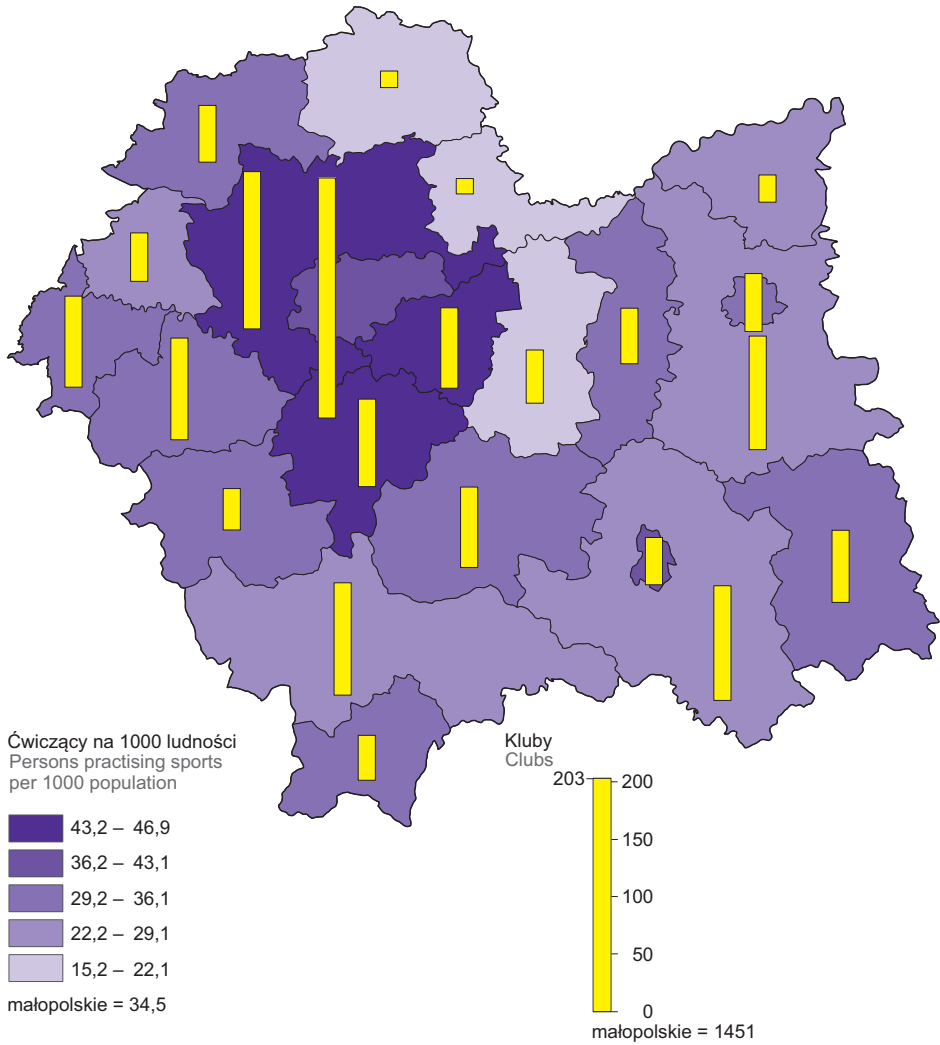 Ćwiczący na 1000 ludności
Persons practising sports
per 1000 population
43,2 – 46,9
36,2 – 43,1
29,2 – 36,1
22,2 – 29,1
15,2 – 22,1
małopolskie = 34,5
Kluby
Clubs
203
200
150
100
50
0
małopolskie = 1451